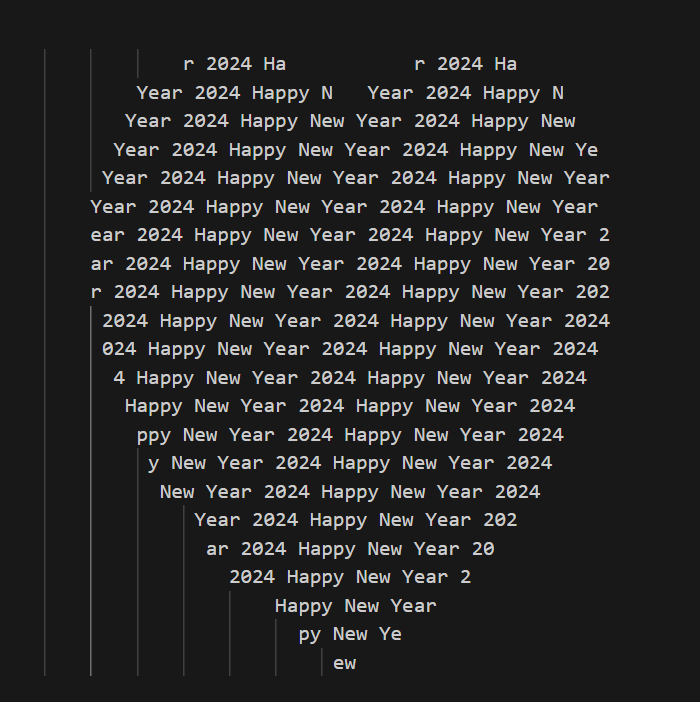 r 2024 Ha           r 2024 Ha
Year 2024 Happy N   Year 2024 Happy N
Year 2024 Happy New Year 2024 Happy New
Year 2024 Happy New Year 2024 Happy New Ye
Year 2024 Happy New Year 2024 Happy New Year
Year 2024 Happy New Year 2024 Happy New Year
ear 2024 Happy New Year 2024 Happy New Year 2
ar 2024 Happy New Year 2024 Happy New Year 20
r 2024 Happy New Year 2024 Happy New Year 202
2024 Happy New Year 2024 Happy New Year 2024
024 Happy New Year 2024 Happy New Year 2024
4 Happy New Year 2024 Happy New Year 2024
Happy New Year 2024 Happy New Year 2024
ppy New Year 2024 Happy New Year 2024
y New Year 2024 Happy New Year 2024
New Year 2024 Happy New Year 2024
Year 2024 Happy New Year 202
ar 2024 Happy New Year 20
2024 Happy New Year 2
Happy New Year
py New Ye
ew